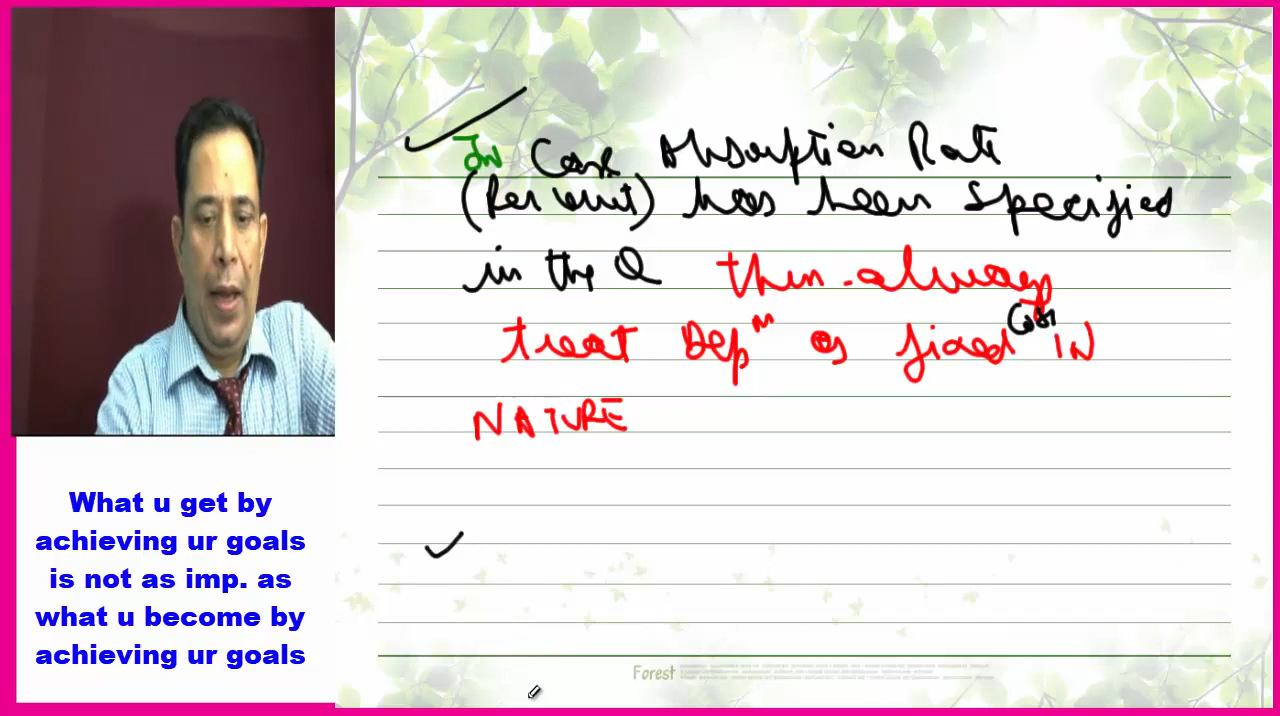 In Case Absorption Rate
(Per Unit) has been Specified
in the Q then always
treat Depn as fixed Cost IN
NATURE
What u get by
achieving ur goals
is not as imp. as
what u become by
achieving ur goals
Forest